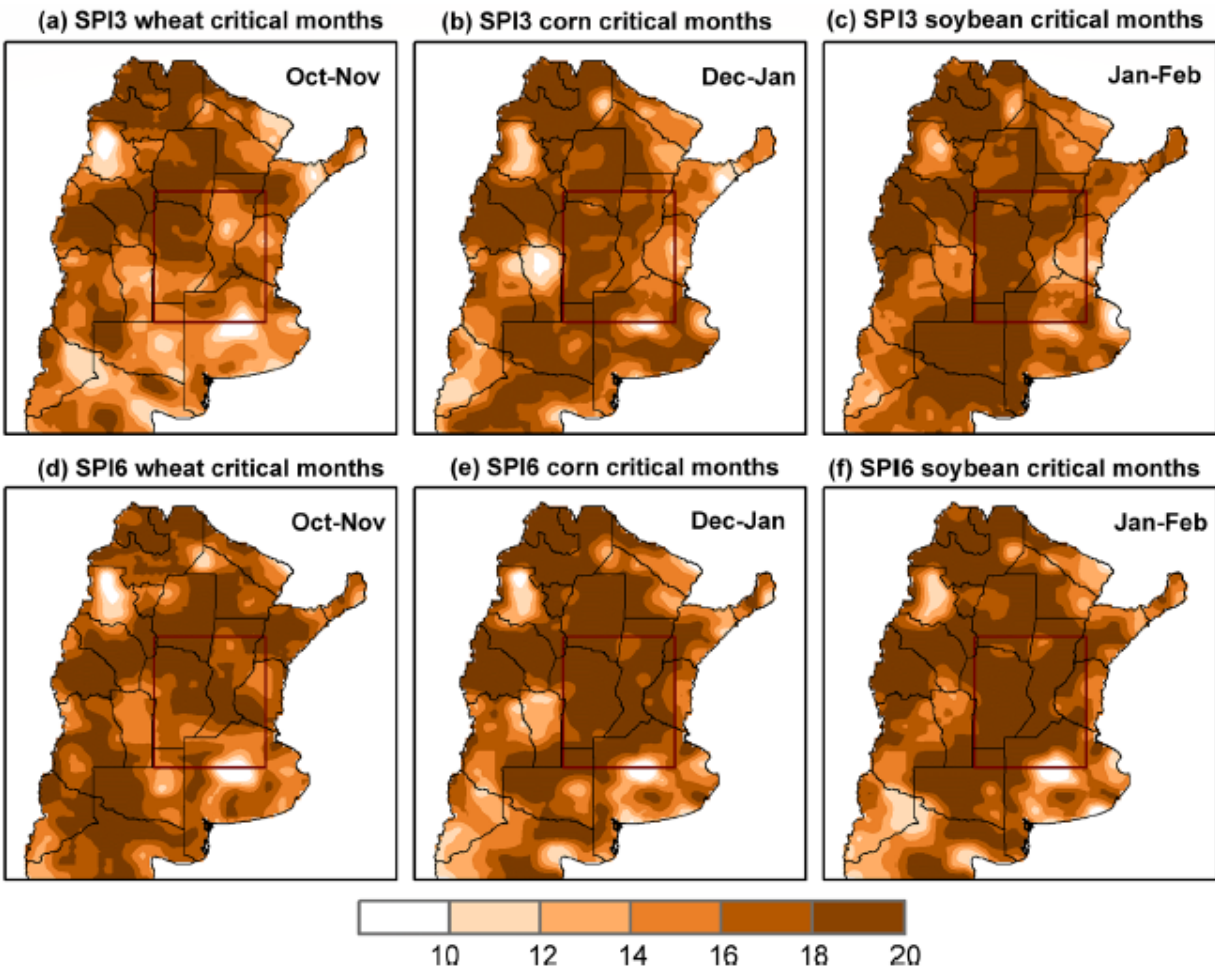 (a) SPI3 wheat critical months
(b) SPI3 corn critical months
(c) SPI3 soybean critical months
Oct-Nov
Dec-Jan
Jan-Feb
(d) SPI6 wheat critical months
(e) SPI6 corn critical months
(f) SPI6 soybean critical months
Oct-Nov
Dec-Jan
Jan-Feb
10 12 14 16 18 20